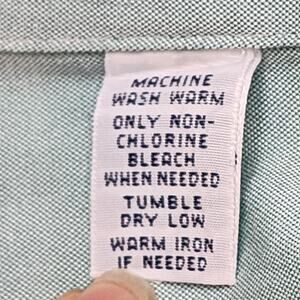 MACHINE
WASH WARM
ONLY NON-
CHLORINE
BLEACH
WHEN NEEDED
TUMBLE
DRY LOW
WARM IRON
IF NEEDED